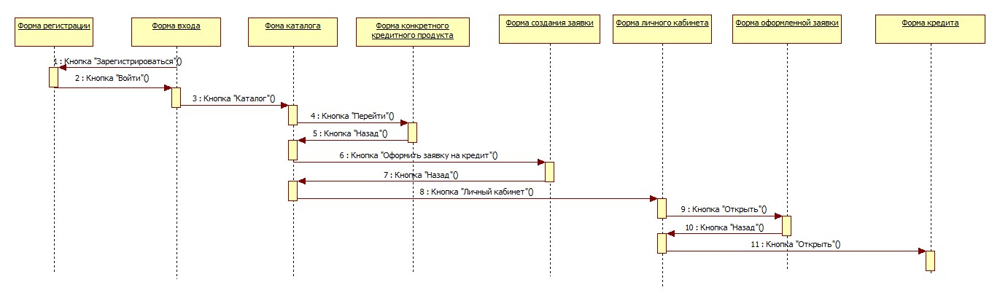 Форма регистрации
Форма входа
Фома каталога
Форма конкретного
кредитного продукта
Форма создания заявки
Форма личного кабинета
Форма оформленной заявки
Форма кредита
1 : Кнопка "Зарегистрироваться"()
2 : Кнопка "Войти"()
3 : Кнопка "Каталог"()
4 : Кнопка "Перейти"()
5 : Кнопка "Назад"()
6 : Кнопка "Оформить заявку на кредит"()
7 : Кнопка "Назад"()
8 : Кнопка "Личный кабинет"()
9 : Кнопка "Открыть"()
10 : Кнопка "Назад"()
11 : Кнопка "Открыть"()